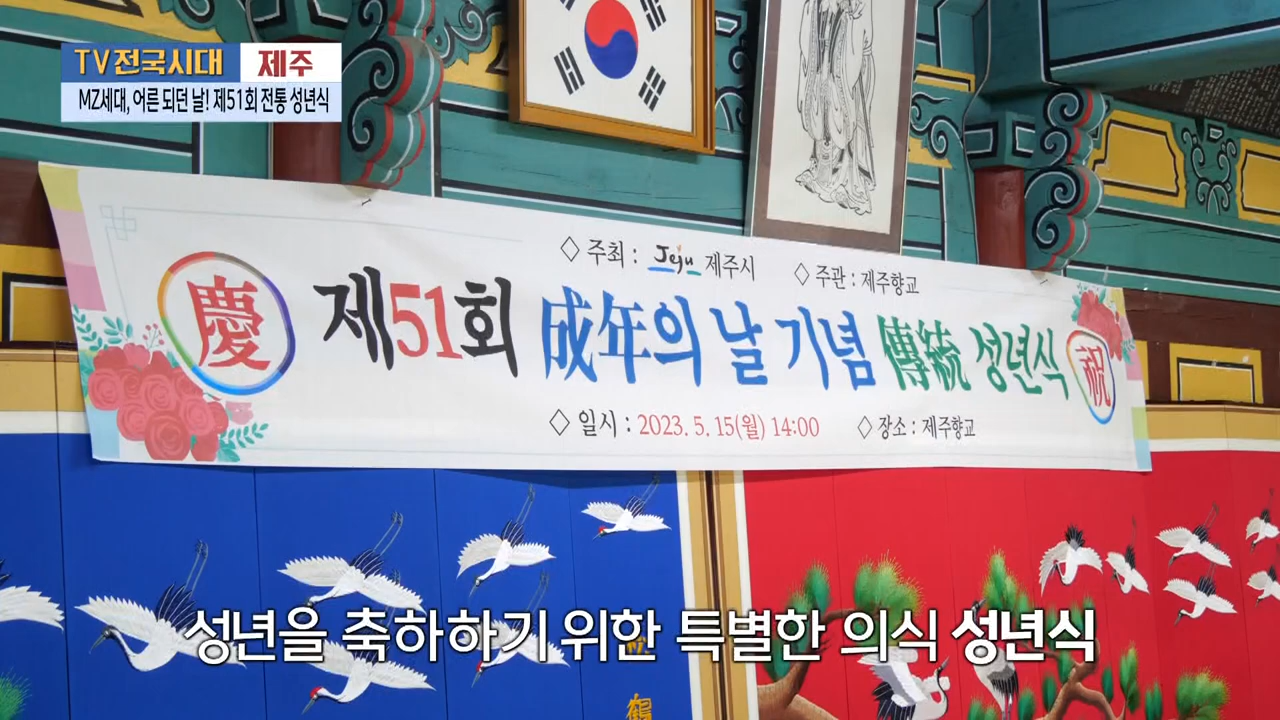 TV전국시대 제주
MZ세대, 어른 되던 날! 제51회 전통 성년식
◇ 주최 : Jeju 제주시 ◇ 주관 : 제주향교
慶 제51회 成年의 날 기념 傳統 성년식 祝
◇ 일시 : 2023. 5. 15(월) 14:00 ◇ 장소 : 제주향교
성년을 축하하기 위한 특별한 의식 성년식